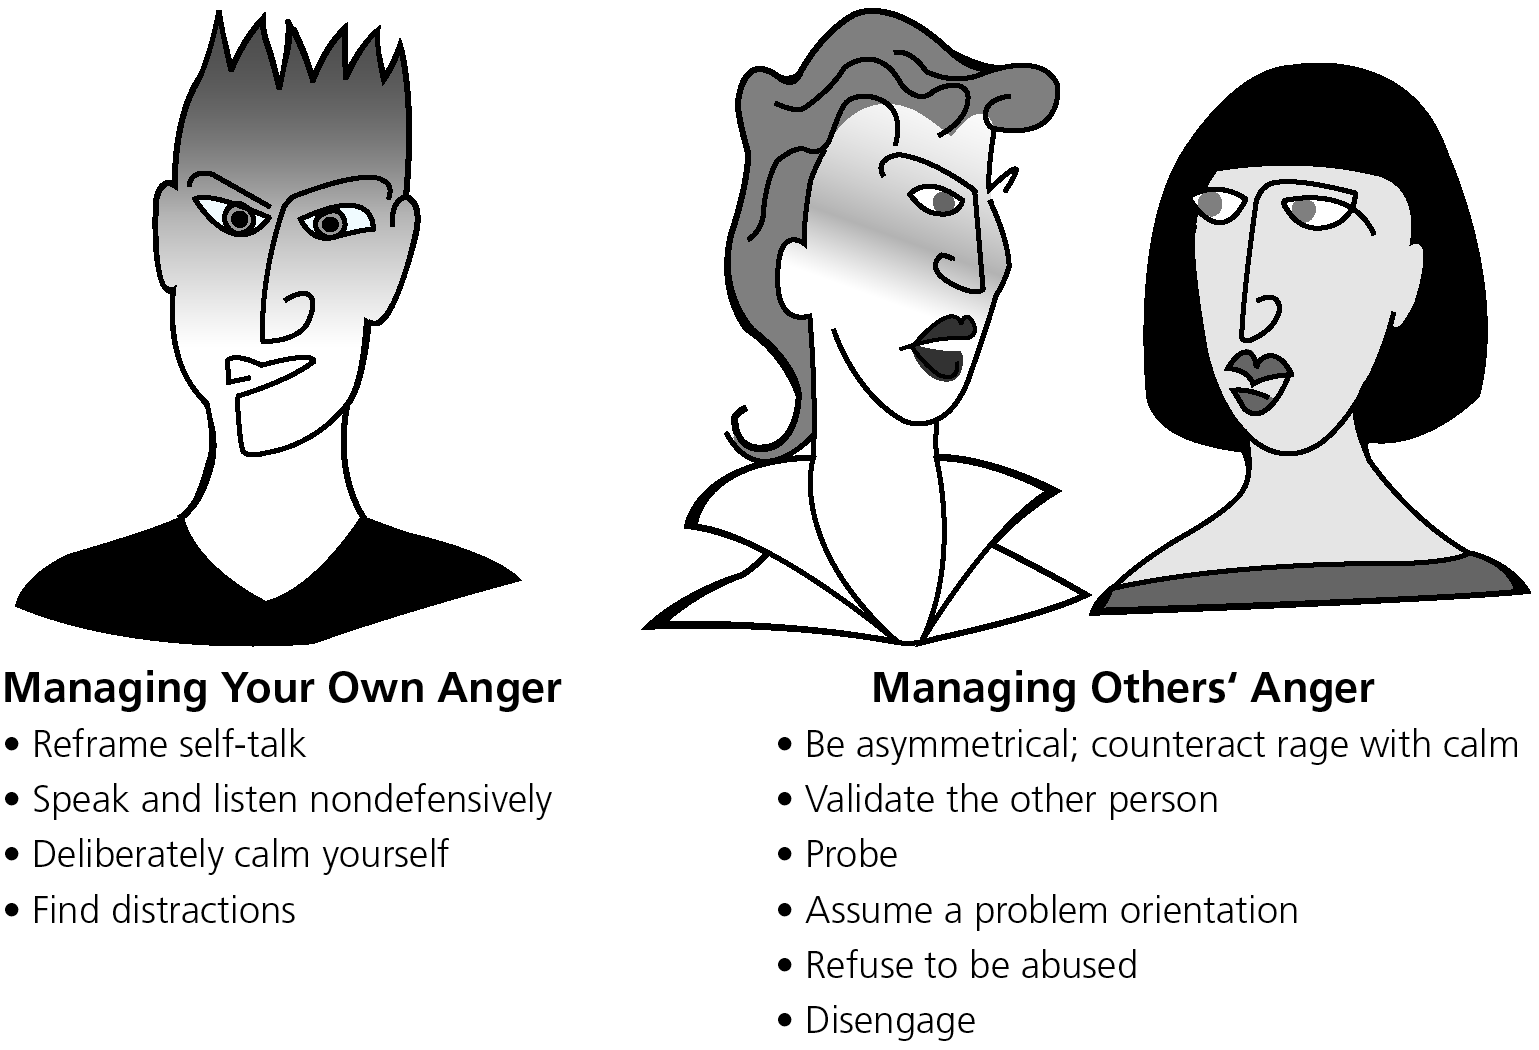 Managing Your Own Anger
• Reframe self-talk
• Speak and listen nondefensively
• Deliberately calm yourself
• Find distractions
Managing Others‘ Anger
• Be asymmetrical; counteract rage with calm
• Validate the other person
• Probe
• Assume a problem orientation
• Refuse to be abused
• Disengage